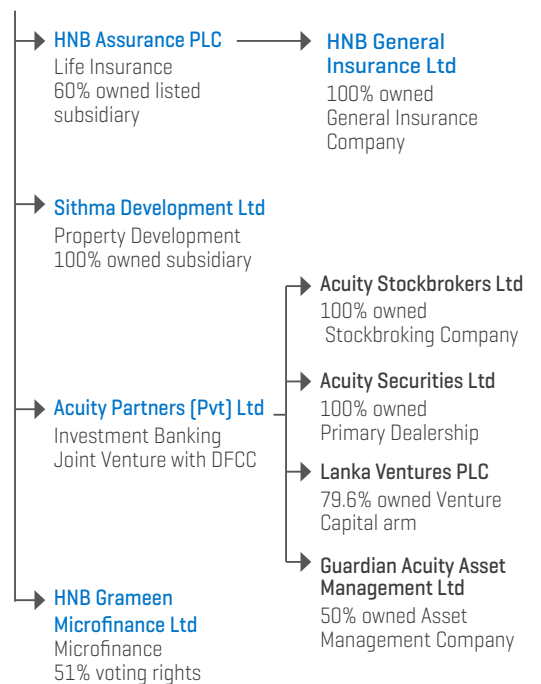 HNB Assurance PLC
Life Insurance
60% owned listed
subsidiary
HNB General
Insurance Ltd
100% owned
General Insurance
Company
Sithma Development Ltd
Property Development
100% owned subsidiary
Acuity Partners (Pvt) Ltd
Investment Banking
Joint Venture with DFCC
Acuity Stockbrokers Ltd
100% owned
Stockbroking Company
Acuity Securities Ltd
100% owned
Primary Dealership
Lanka Ventures PLC
79.6% owned Venture
Capital arm
Guardian Acuity Asset
Management Ltd
50% owned Asset
Management Company
HNB Grameen
Microfinance Ltd
Microfinance
51% voting rights